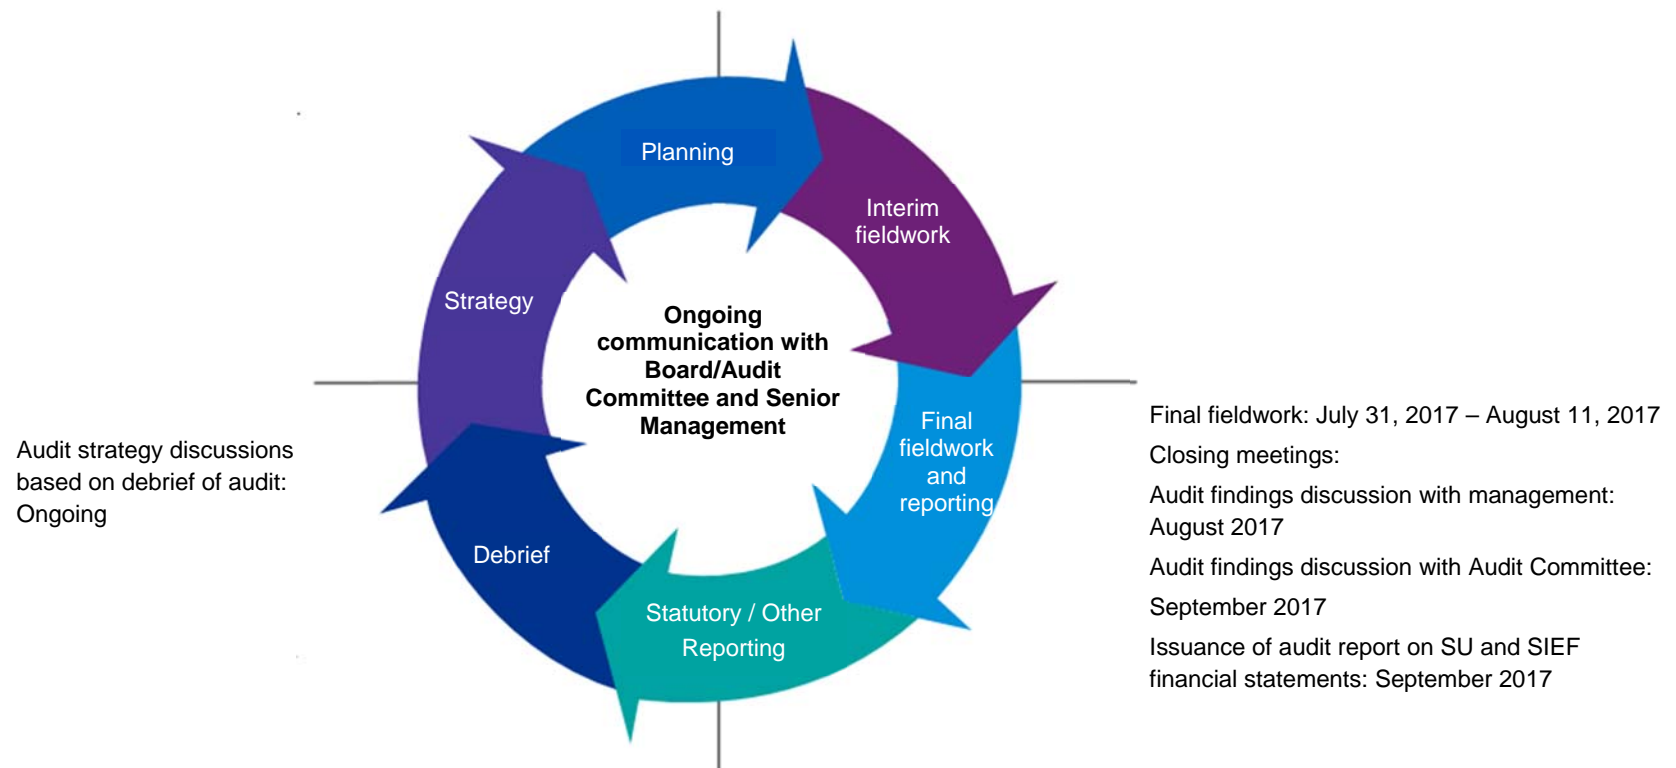 Planning
Interim
fieldwork
Strategy
Ongoing
communication with
Board/Audit
Committee and Senior
Management
Final
fieldwork
and
reporting
Debrief
Statutory / Other
Reporting
Audit strategy discussions
based on debrief of audit:
Ongoing
Final fieldwork: July 31, 2017 – August 11, 2017
Closing meetings:
Audit findings discussion with management:
August 2017
Audit findings discussion with Audit Committee:
September 2017
Issuance of audit report on SU and SIEF
financial statements: September 2017